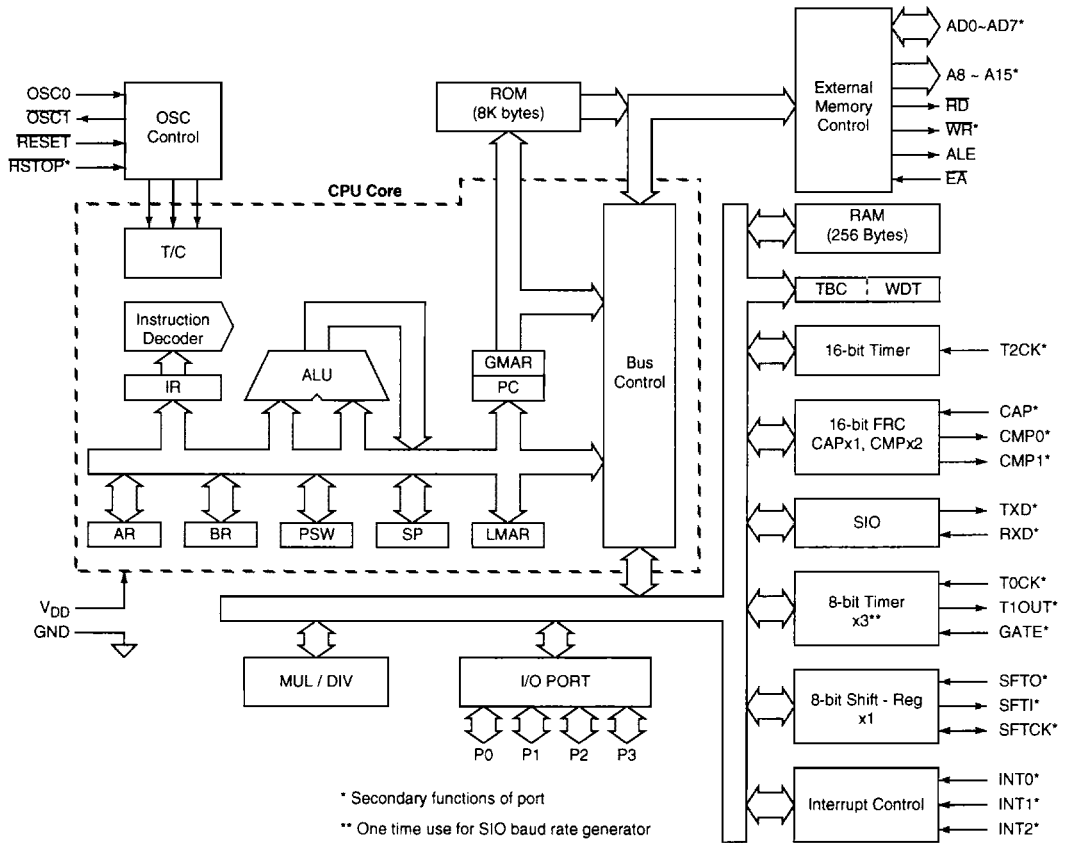 OSC0
OSC1
RESET
HSTOP*
OSC
Control
CPU Core
T/C
Instruction
Decoder
IR
ALU
ROM
(8K bytes)
GMAR
PC
Bus
Control
AR
BR
PSW
SP
LMAR
VDD
GND
MUL / DIV
I/O PORT
P0
P1
P2
P3
External
Memory
Control
AD0~AD7*
A8 ~ A15*
RD
WR*
ALE
EA
RAM
(256 Bytes)
TBC
WDT
16-bit Timer
T2CK*
16-bit FRC
CAPx1, CMPx2
CAP*
CMP0*
CMP1*
SIO
TXD*
RXD*
8-bit Timer
x3**
T0CK*
T1OUT*
GATE*
8-bit Shift - Reg
x1
SFTO*
SFTI*
SFTCK*
Interrupt Control
INT0*
INT1*
INT2*
* Secondary functions of port
** One time use for SIO baud rate generator